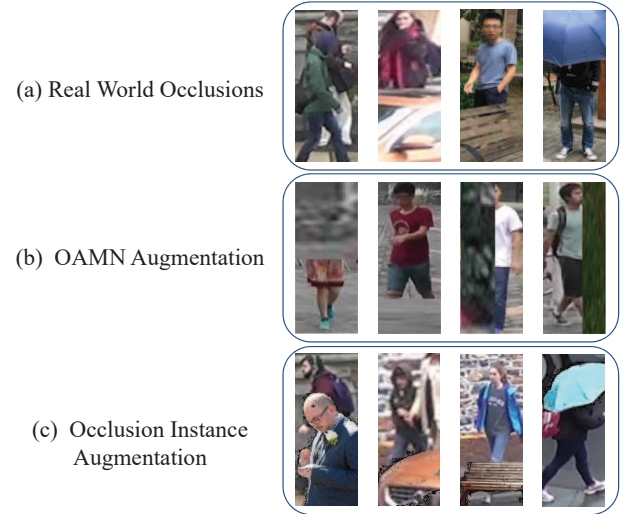 (a) Real World Occlusions
(b) OAMN Augmentation
(c) Occlusion Instance
Augmentation